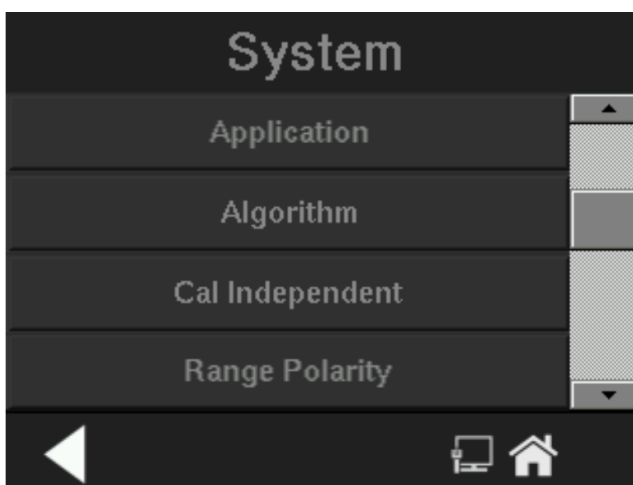 System
Application
Algorithm
Cal Independent
Range Polarity